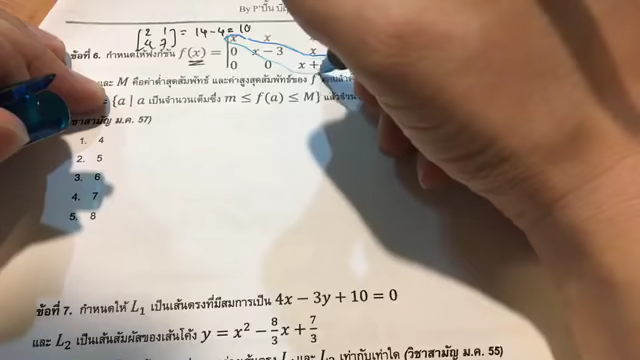 By P'ปั้น
[2 1 4 7] = 14-4=10
ข้อที่ 6. กำหนดให้ฟังก์ชัน f(x) = | x x 0 x − 3 x 0 0 x +
และ M คือค่าต่ำสุดสัมพัทธ์ และค่าสูงสุดสัมพัทธ์ของ f
= {a | a เป็นจำนวนเต็มซึ่ง m ≤ f(a) ≤ M} แล้ว
ม.ค. 57)
1. 4
2. 5
3. 6
4. 7
5. 8
ข้อที่ 7. กำหนดให้ L₁ เป็นเส้นตรงที่มีสมการเป็น 4x − 3y + 10 = 0
และ L₂ เป็นเส้นสัมผัสของเส้นโค้ง y = x² − 8/3 x + 7/3
L₁ และ L₂ เท่ากับเท่าใด (วิชาสามัญ ม.ค. 55)